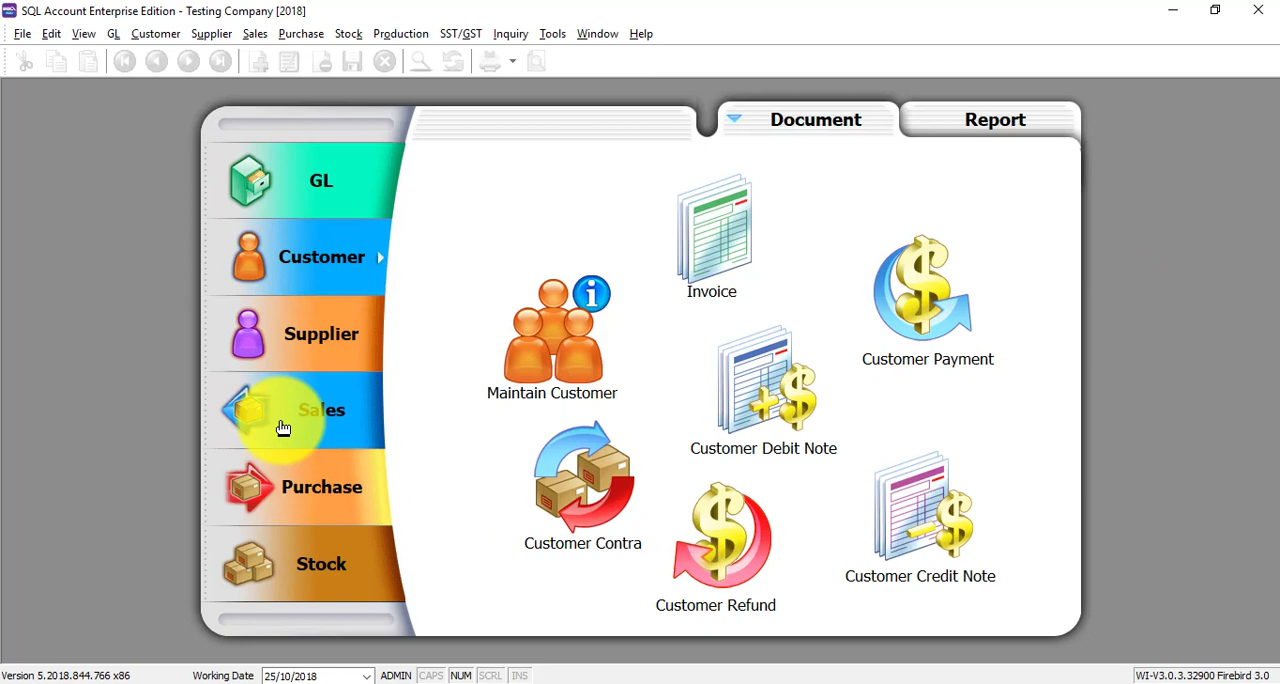 SQL Account Enterprise Edition - Testing Company [2018]
File Edit View GL Customer Supplier Sales Purchase Stock Production SST/GST Inquiry Tools Window Help
Document Report
GL
Customer
Supplier
Sales
Purchase
Stock
Invoice
Customer Payment
Maintain Customer
Customer Debit Note
Customer Contra
Customer Credit Note
Customer Refund
Version 5.2018.844.766 x86 Working Date 25/10/2018 ADMIN CAPS NUM SCRL INS WI-V3.0.3.32900 Firebird 3.0